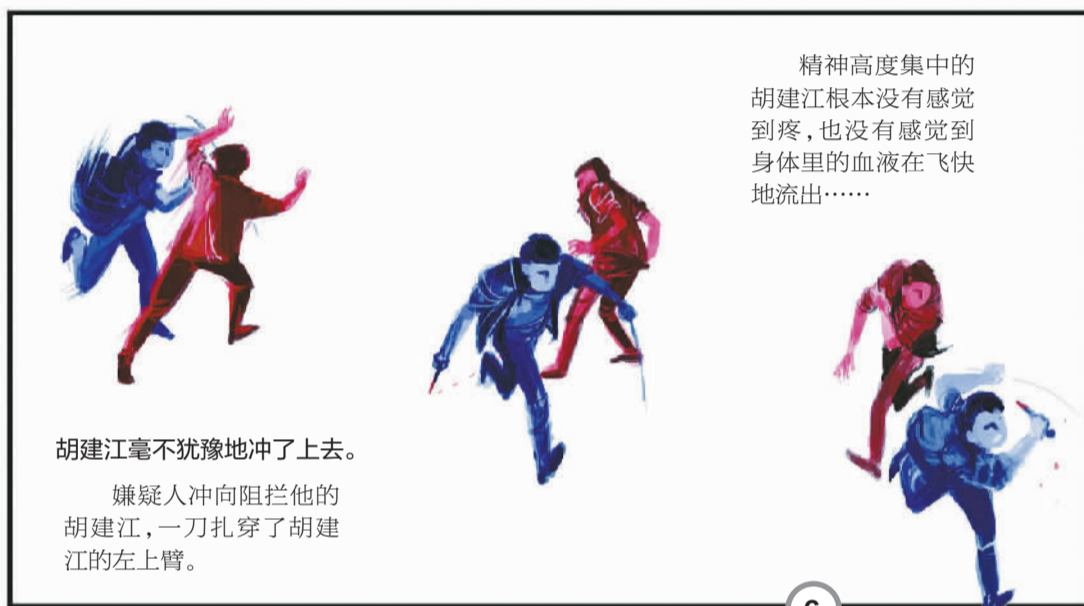 精神高度集中的
胡建江根本没有感觉
到疼，也没有感觉到
身体里的血液在飞快
地流出……
胡建江毫不犹豫地冲了上去。
嫌疑人冲向阻拦他的
胡建江，一刀扎穿了胡建
江的左上臂。